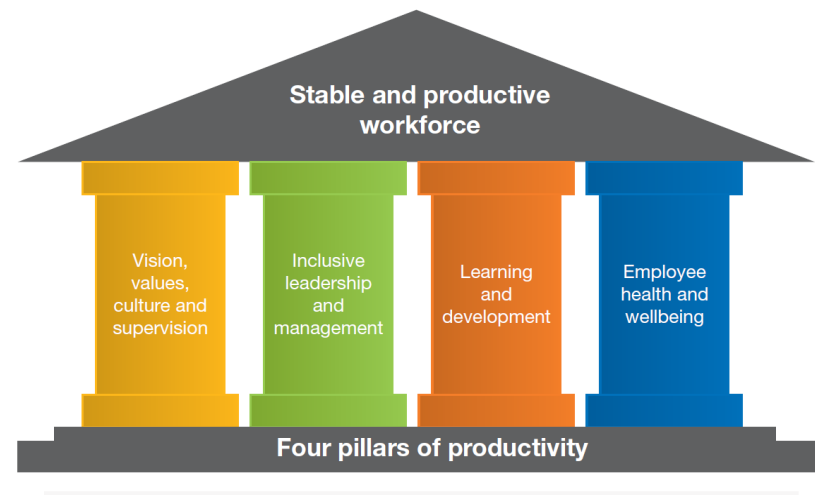 Stable and productive
workforce
Vision,
values,
culture and
supervision
Inclusive
leadership
and
management
Learning
and
development
Employee
health and
wellbeing
Four pillars of productivity